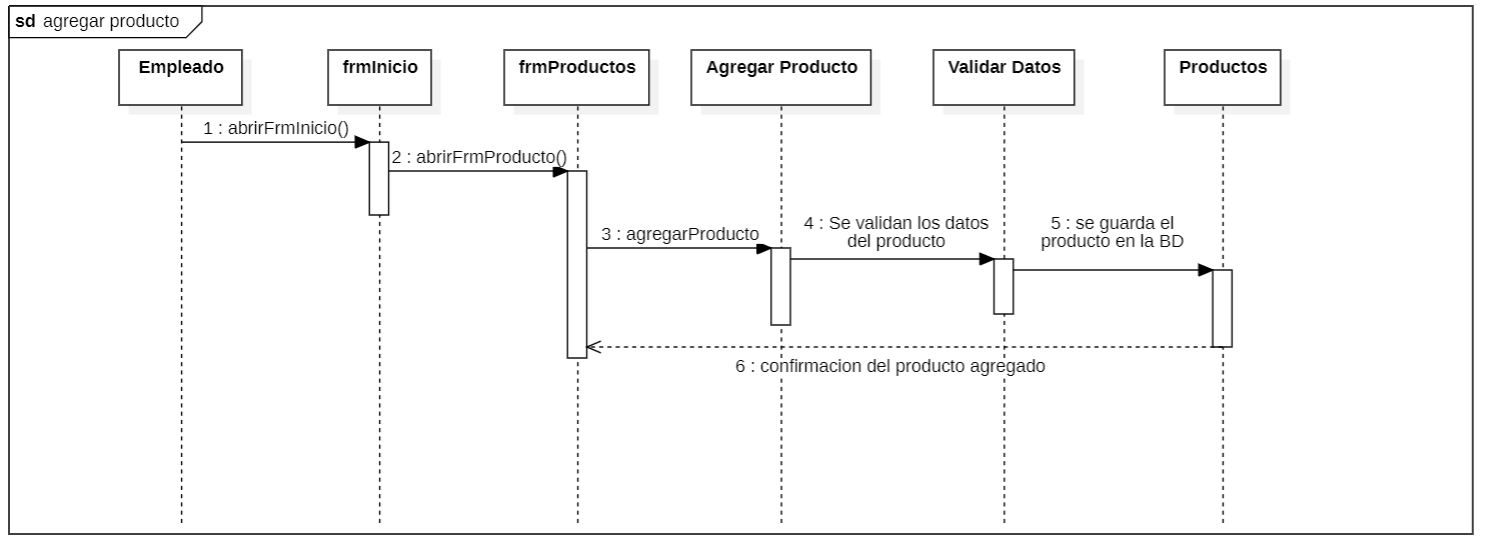 sd agregar producto
Empleado
frmInicio
frmProductos
Agregar Producto
Validar Datos
Productos
1 : abrirFrmInicio()
2 : abrirFrmProducto()
3 : agregarProducto
4 : Se validan los datos
del producto
5 : se guarda el
producto en la BD
6 : confirmacion del producto agregado